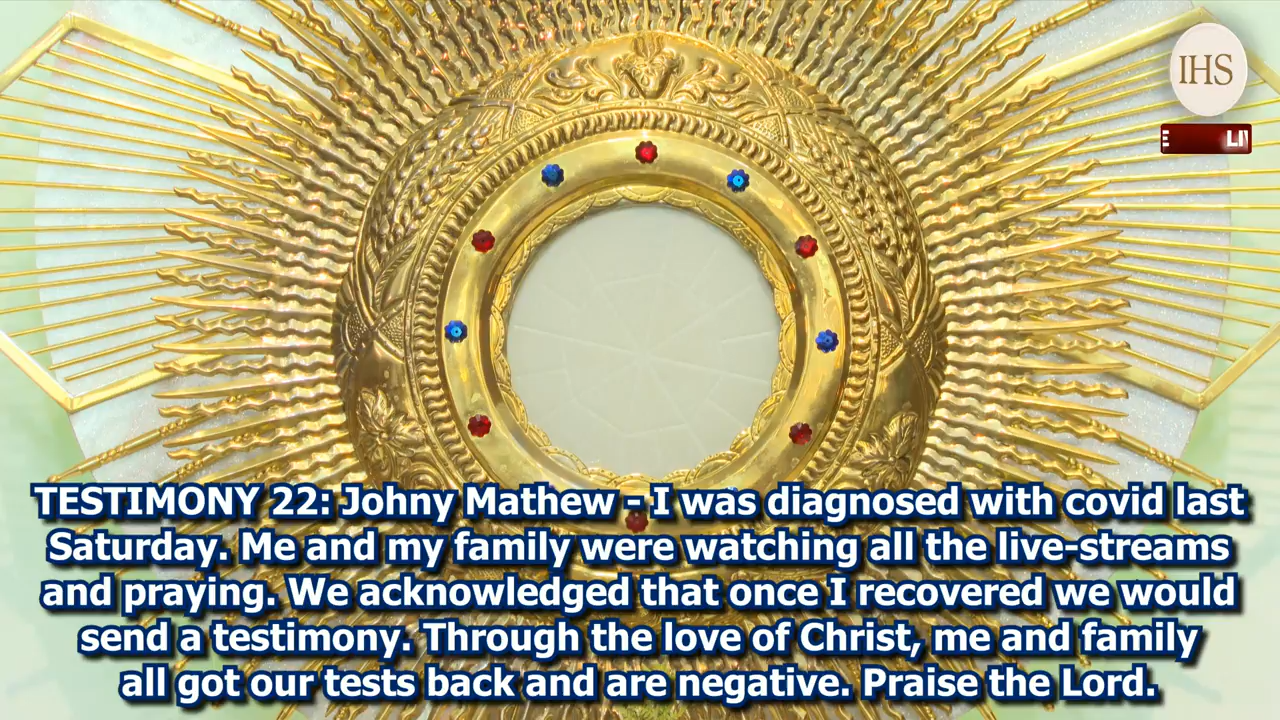 IHS
TESTIMONY 22: Johny Mathew - I was diagnosed with covid last
Saturday. Me and my family were watching all the live-streams
and praying. We acknowledged that once I recovered we would
send a testimony. Through the love of Christ, me and family
all got our tests back and are negative. Praise the Lord.